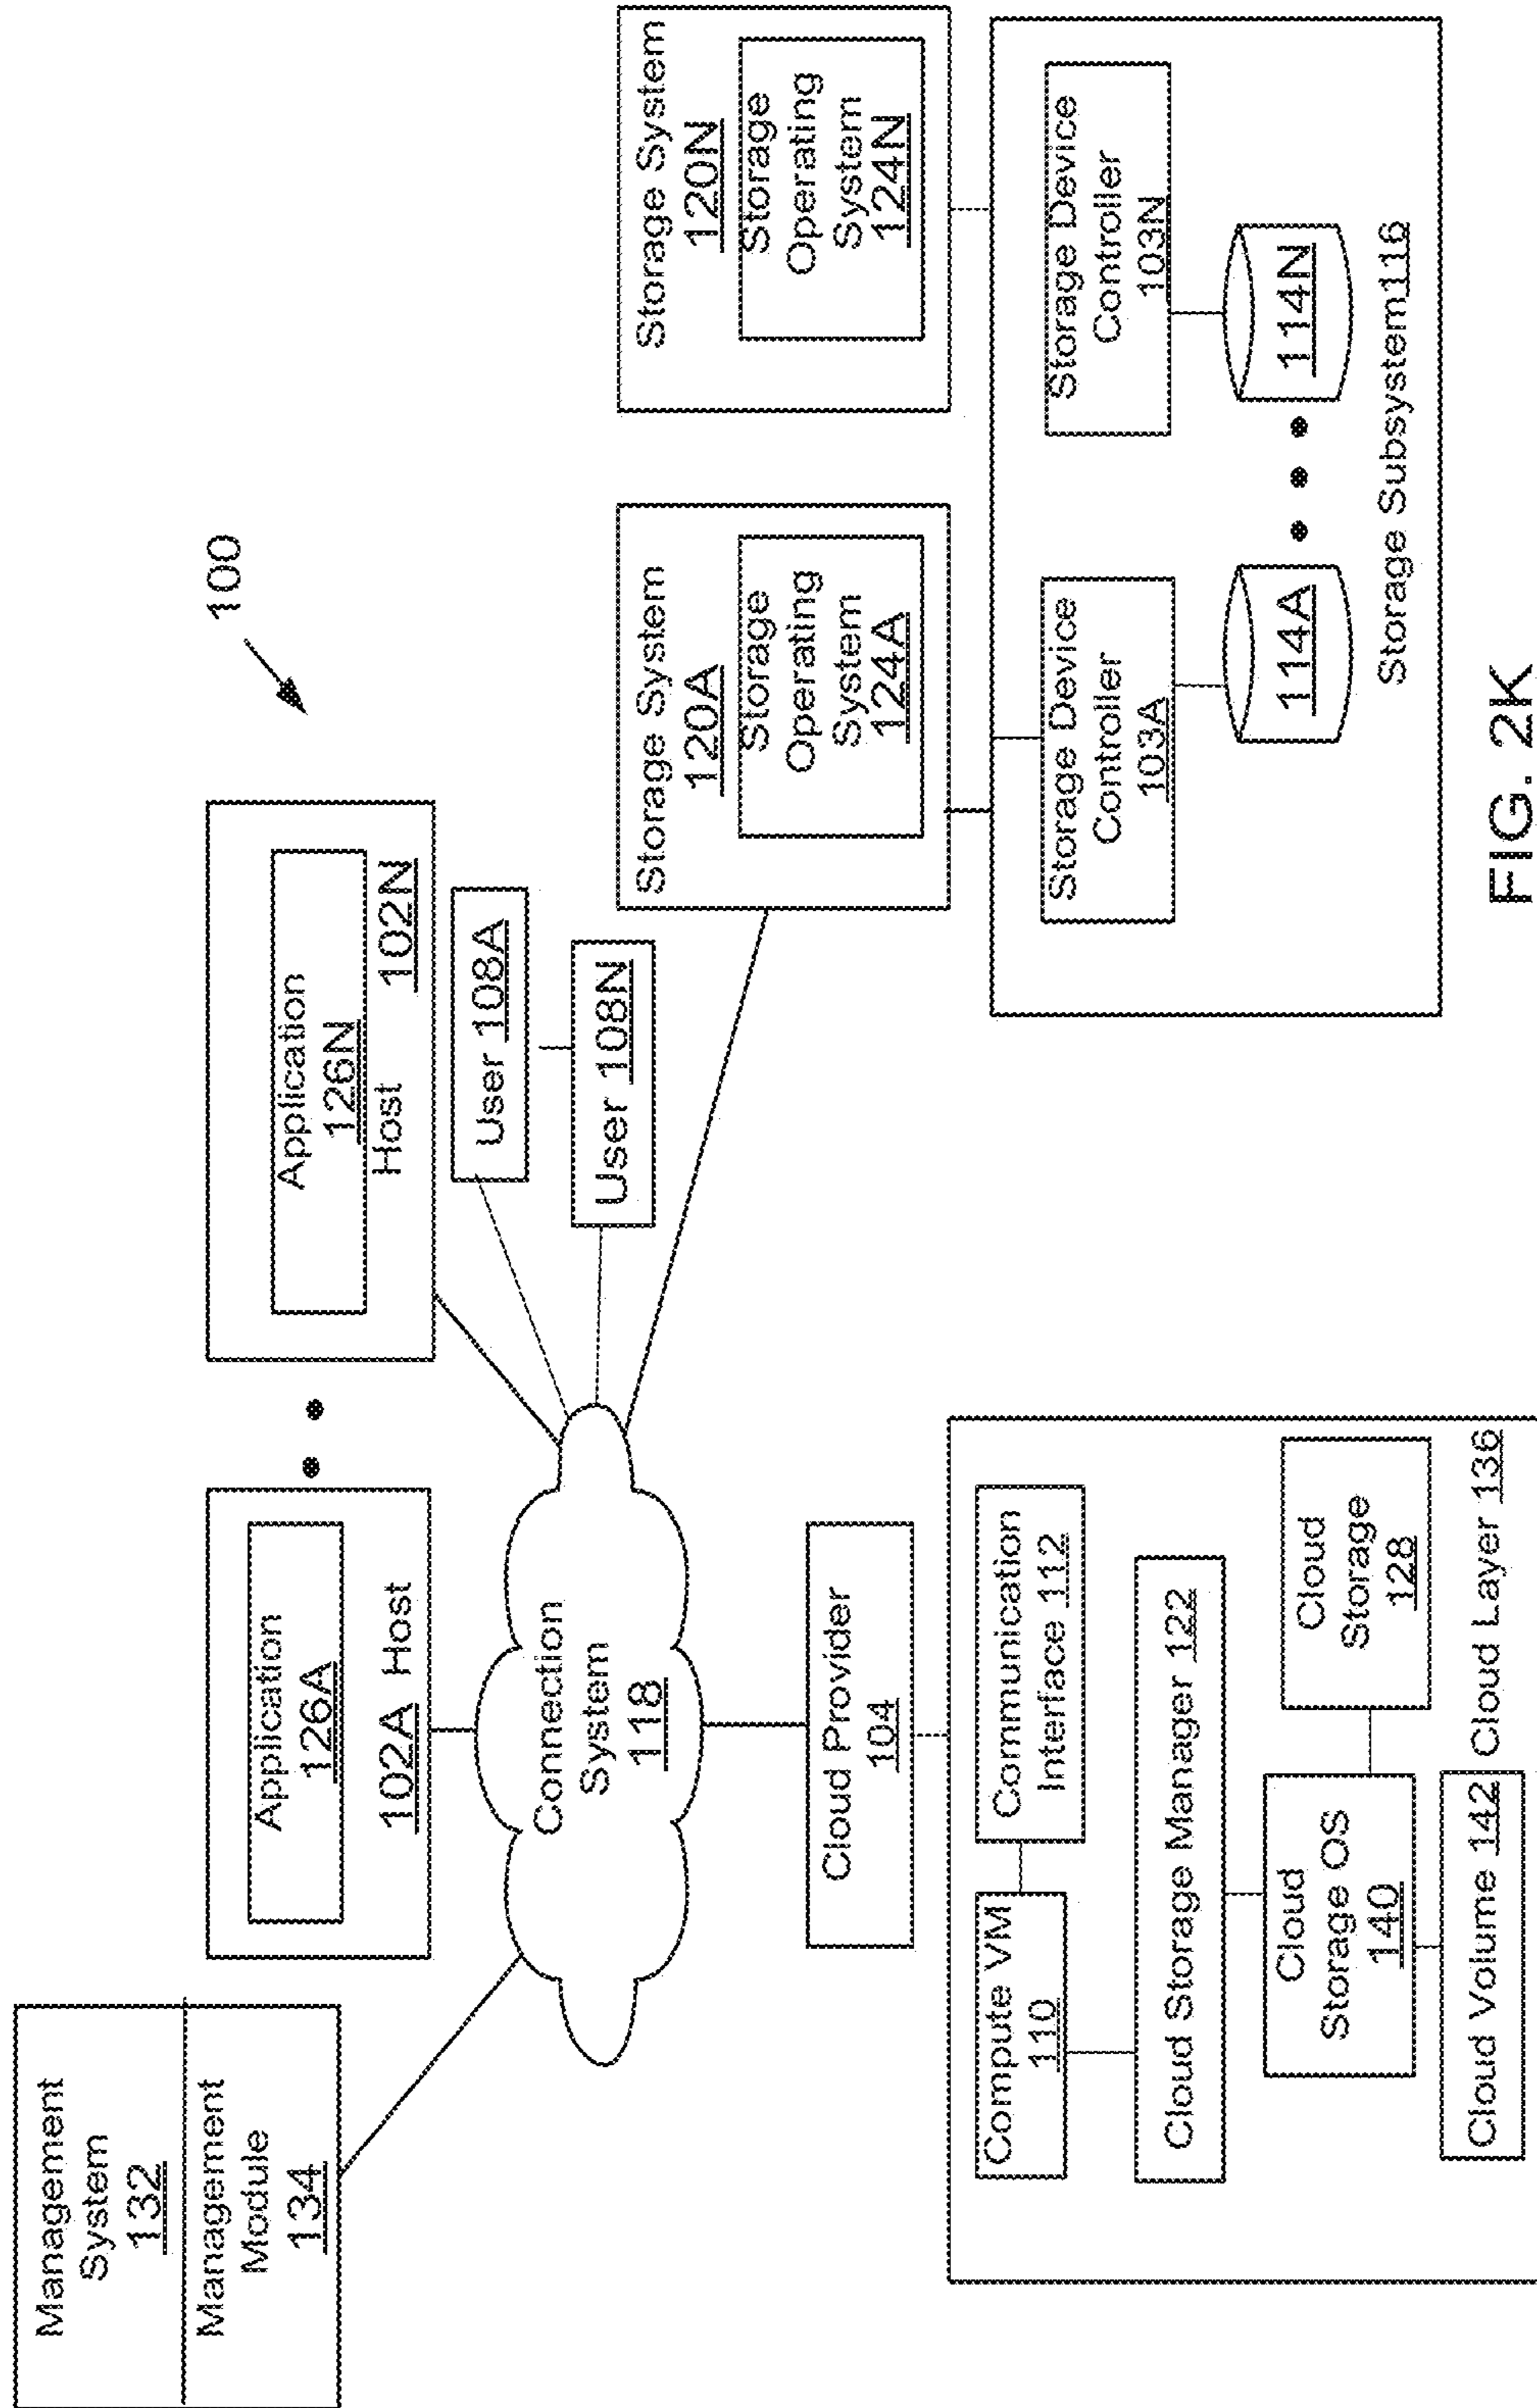 100
Management
System
132
Management
Module
134
Application
126A
102A Host
Application
126N
Host 102N
User 108A
User 108N
Connection
System
118
Cloud Provider
104
Compute VM
110
Communication
Interface 112
Cloud Storage Manager 122
Cloud
Storage OS
140
Cloud
Storage
128
Cloud Volume 142
Cloud Layer 136
Storage System
120A
Storage
Operating
System
124A
Storage System
120N
Storage
Operating
System
124N
Storage Device
Controller
103A
Storage Device
Controller
103N
114A
114N
Storage Subsystem116
FIG. 2K